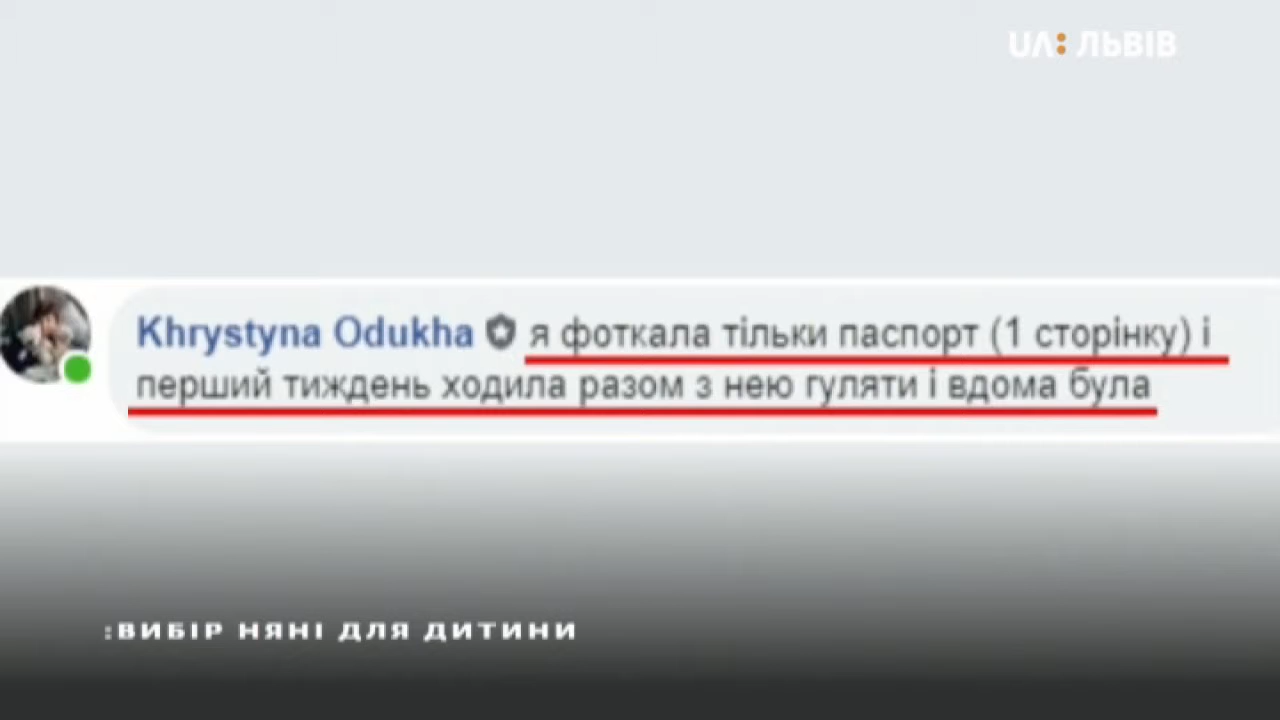 UA: ЛЬВІВ
Khrystyna Odukha я фоткала тільки паспорт (1 сторінку) і
перший тиждень ходила разом з нею гуляти і вдома була
:ВИБІР НЯНІ ДЛЯ ДИТИНИ